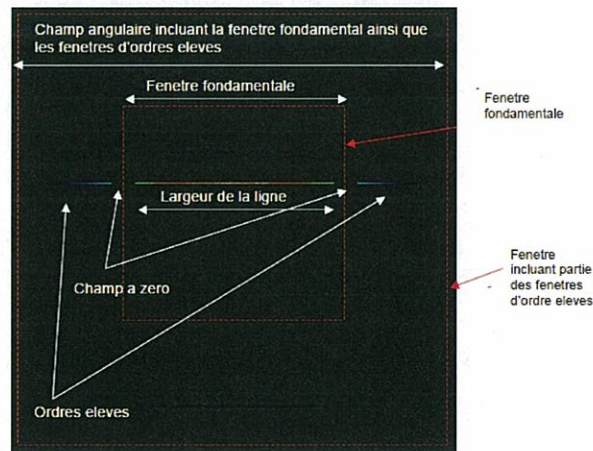 Champ angulaire incluant la fenetre fondamental ainsi que
les fenetres d'ordres eleves
Fenetre fondamentale
Fenetre
fondamentale
Largeur de la ligne
Champ a zero
Fenetre
incluant partie
des fenetres
d'ordre eleves
Ordres eleves